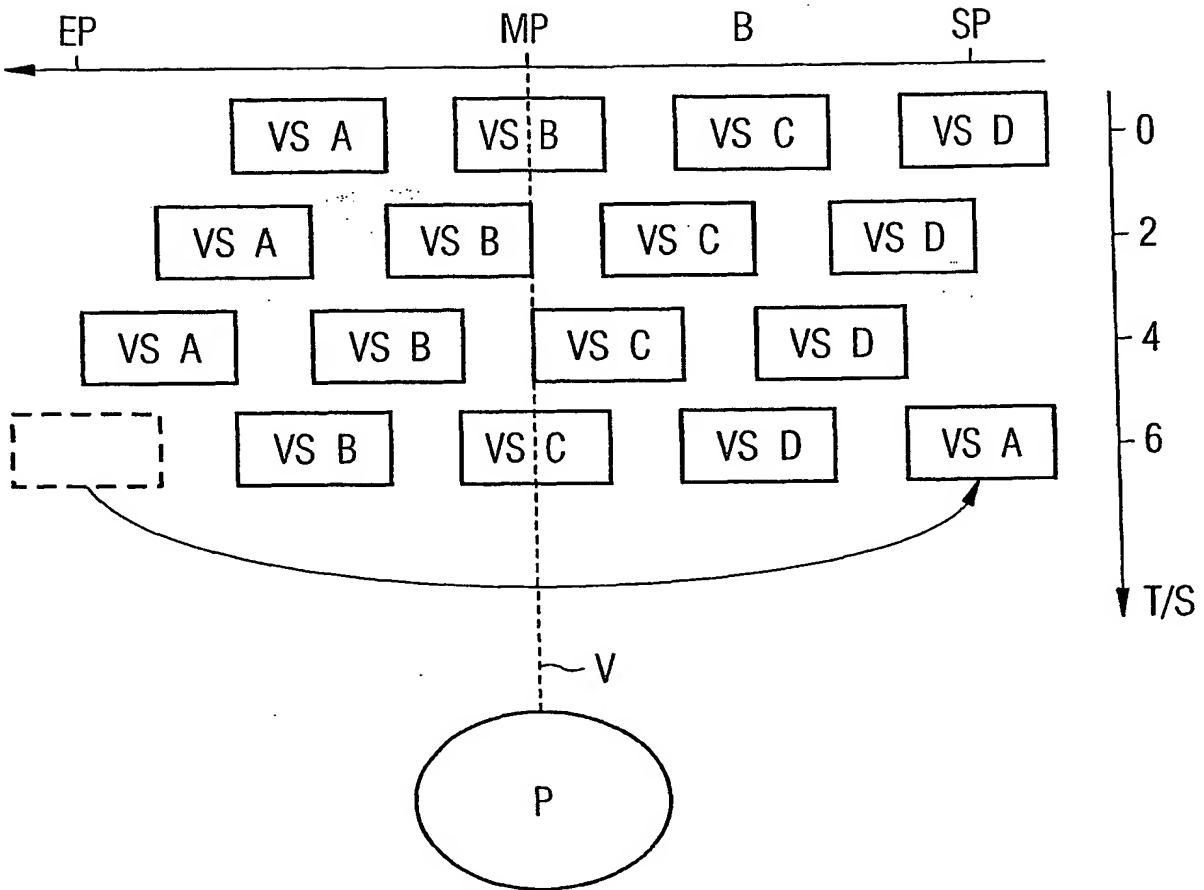 EP MP B SP
VS A VS B VS C VS D 0
VS A VS B VS C VS D 2
VS A VS B VS C VS D 4
VS B VS C VS D VS A 6
T/S
V
P